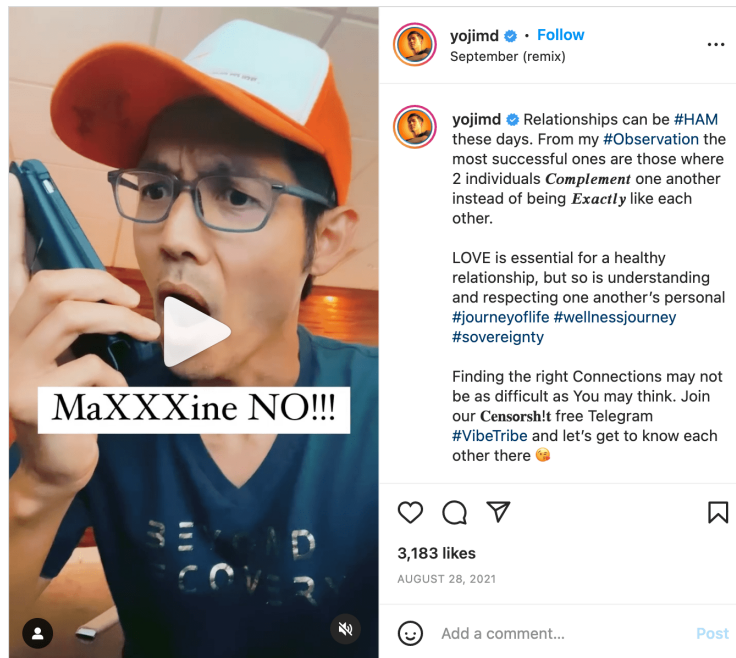 yojimd • Follow
September (remix)
yojimd Relationships can be #HAM
these days. From my #Observation the
most successful ones are those where
2 individuals 𝑪𝒐𝒎𝒑𝒍𝒆𝒎𝒆𝒏𝒕 one another
instead of being 𝑬𝒙𝒂𝒄𝒕𝒍𝒚 like each
other.
LOVE is essential for a healthy
relationship, but so is understanding
and respecting one another’s personal
#journeyoflife #wellnessjourney
#sovereignty
Finding the right Connections may not
be as difficult as You may think. Join
our 𝐂𝐞𝐧𝐬𝐨𝐫𝐬𝐡!𝐭 free Telegram
#VibeTribe and let’s get to know each
other there 😘
3,183 likes
AUGUST 28, 2021
Add a comment... Post
MaXXXine NO!!!